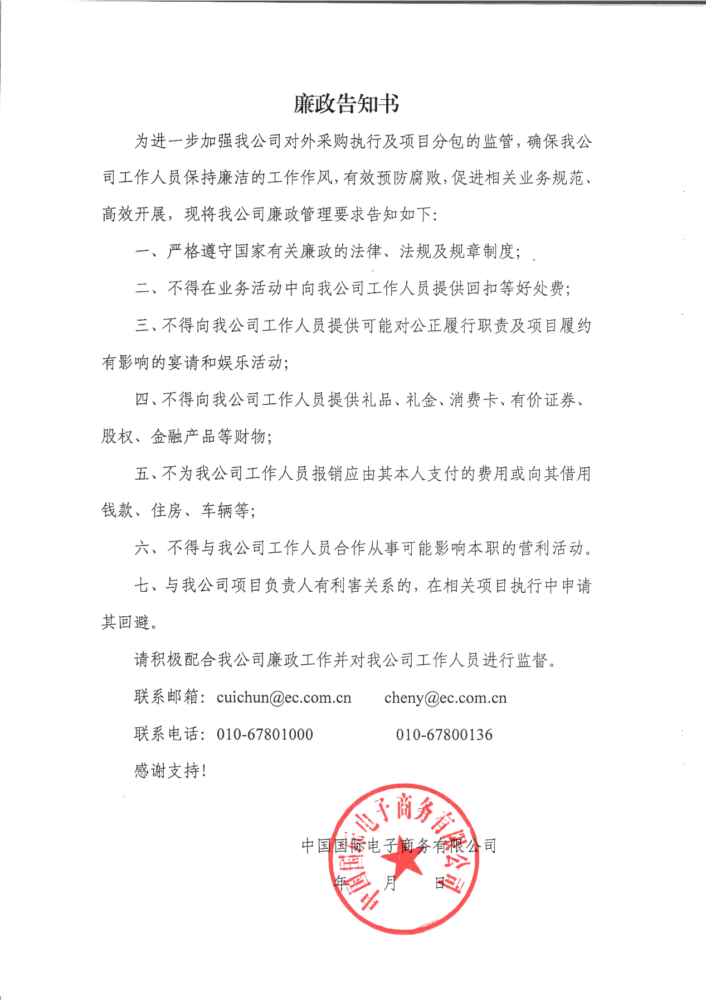 廉政告知书
为进一步加强我公司对外采购执行及项目分包的监管，确保我公
司工作人员保持廉洁的工作作风，有效预防腐败，促进相关业务规范、
高效开展，现将我公司廉政管理要求告知如下：
一、严格遵守国家有关廉政的法律、法规及规章制度；
二、不得在业务活动中向我公司工作人员提供回扣等好处费；
三、不得向我公司工作人员提供可能对公正履行职责及项目履约
有影响的宴请和娱乐活动；
四、不得向我公司工作人员提供礼品、礼金、消费卡、有价证券、
股权、金融产品等财物；
五、不为我公司工作人员报销应由其本人支付的费用或向其借用
钱款、住房、车辆等；
六、不得与我公司工作人员合作从事可能影响本职的营利活动。
七、与我公司项目负责人有利害关系的，在相关项目执行中申请
其回避。
请积极配合我公司廉政工作并对我公司工作人员进行监督。
联系邮箱：cuichun@ec.com.cn cheny@ec.com.cn
联系电话：010-67801000 010-67800136
感谢支持！
中国国际电子商务有限公司
年 月 日
中国国际电子商务有限公司